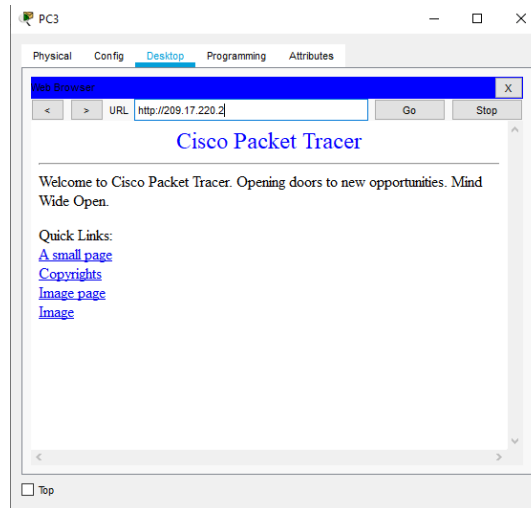 PC3
Physical Config Desktop Programming Attributes
Web Browser X
< > URL http://209.17.220.2 Go Stop
Cisco Packet Tracer
Welcome to Cisco Packet Tracer. Opening doors to new opportunities. Mind
Wide Open.
Quick Links:
A small page
Copyrights
Image page
Image
Top